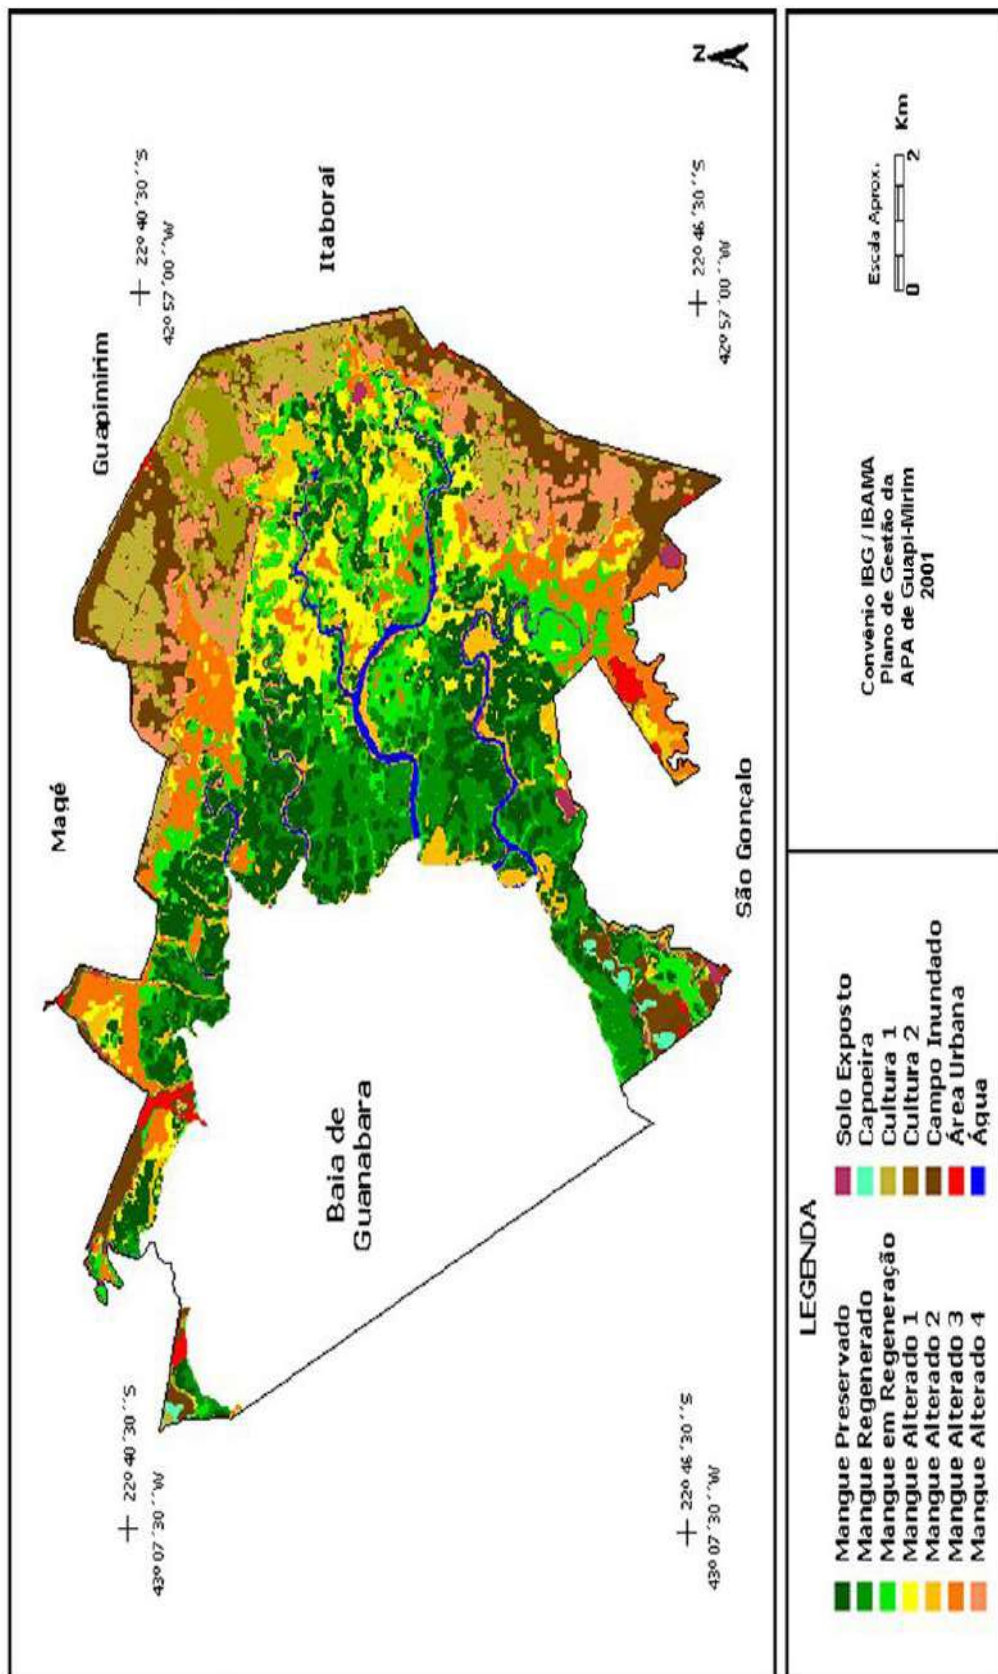 N
Magé
Guapimirim
22º 40´30´´S
42º 57´00´´W
Itaboraí
Baia de
Guanabara
22º 40´30´´S
43º 07´30´´W
22º 46´30´´S
42º 57´00´´W
22º 46´30´´S
43º 07´30´´W
São Gonçalo
LEGENDA
Mangue Preservado
Mangue Regenerado
Mangue em Regeneração
Mangue Alterado 1
Mangue Alterado 2
Mangue Alterado 3
Mangue Alterado 4
Solo Exposto
Capoeira
Cultura 1
Cultura 2
Campo Inundado
Área Urbana
Água
Convênio IBG / IBAMA
Plano de Gestão da
APA de Guapi-Mirim
2001
Escala Aprox.
0 2 Km